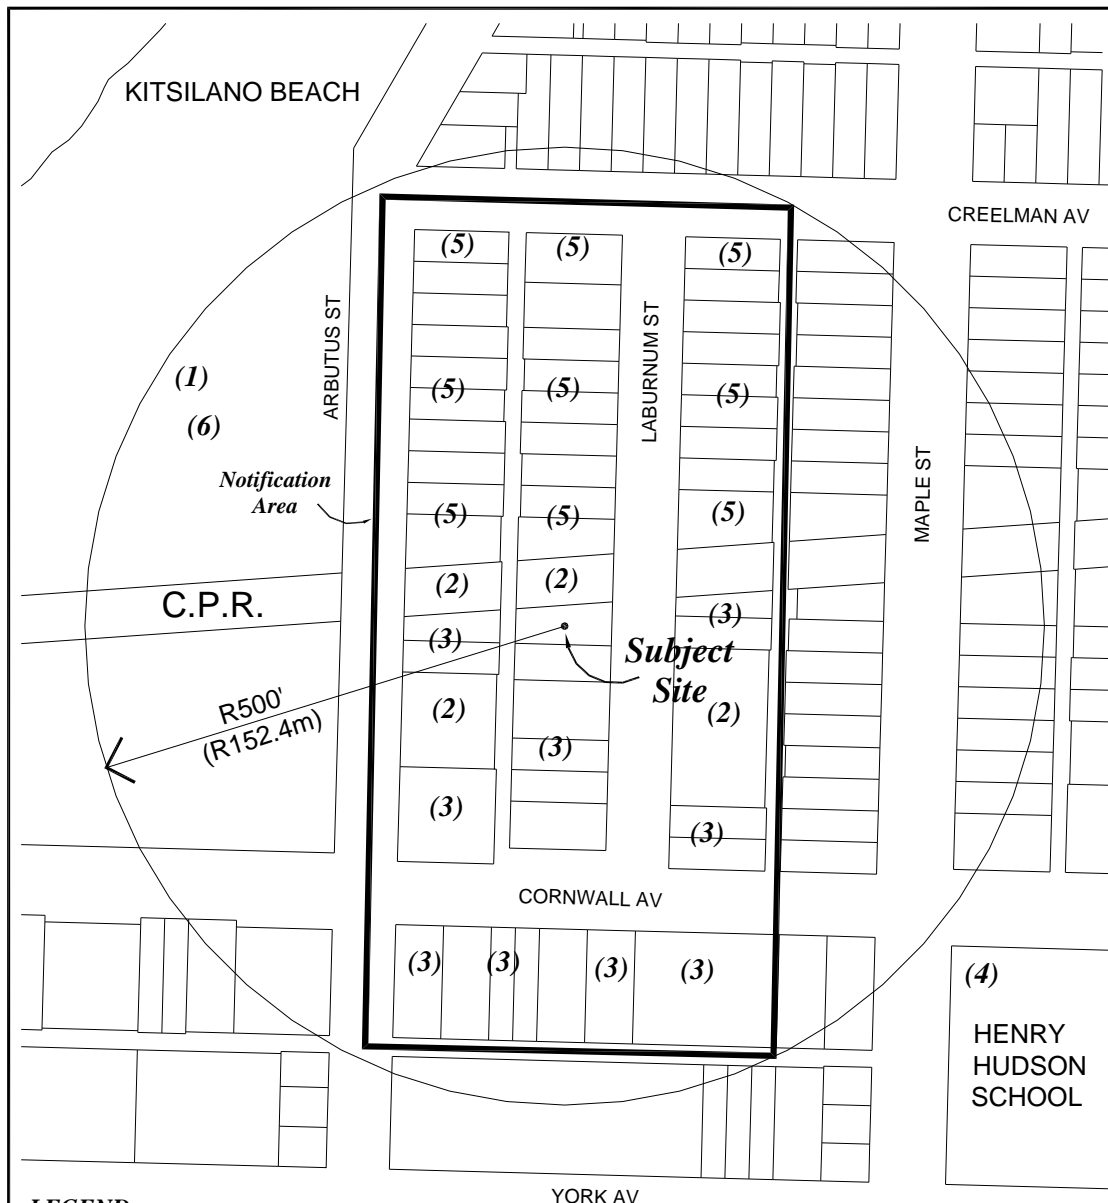 KITSILANO BEACH
CREELMAN AV
(5) (5) (5)
ARBUTUS ST
LABURNUM ST
MAPLE ST
(1)
(6)
(5) (5) (5)
Notification
Area
(5) (5) (5)
(2) (2)
C.P.R.
(3) (3)
Subject
Site
R500'
(R152.4m)
(2) (2)
(3)
(3) (3)
CORNWALL AV
(3) (3) (3) (3)
(4)
HENRY
HUDSON
SCHOOL
YORK AV
LEGEND